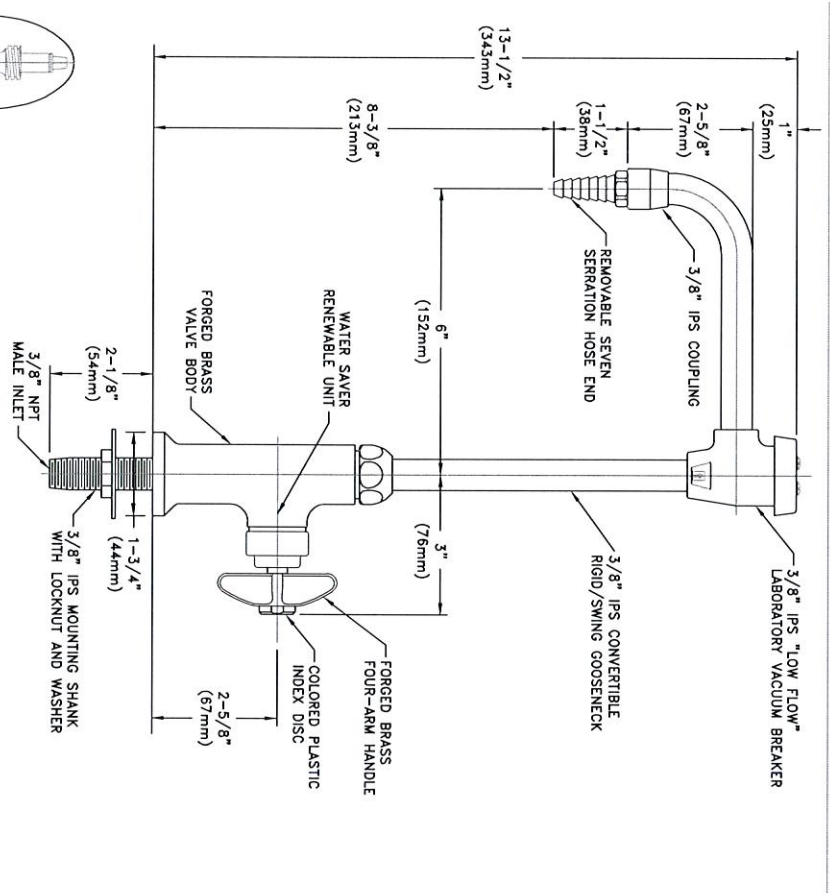 13-1/2"
(343mm)
1"
(25mm)
2-5/8"
(67mm)
1-1/2"
(38mm)
8-3/8"
(213mm)
3/8" IPS "LOW FLOW"
LABORATORY VACUUM BREAKER
3/8" IPS COUPLING
REMOVABLE SEVEN
SERRATION HOSE END
6"
(152mm)
3/8" IPS CONVERTIBLE
RIGID/SWING GOOSENECK
3"
(76mm)
WATER SAVER
RENEWABLE UNIT
FORGED BRASS
VALVE BODY
FORGED BRASS
FOUR-ARM HANDLE
COLORED PLASTIC
INDEX DISC
2-5/8"
(67mm)
2-1/8"
(54mm)
1-3/4"
(44mm)
3/8" NPT
MALE INLET
3/8" IPS MOUNTING SHANK
WITH LOCKNUT AND WASHER